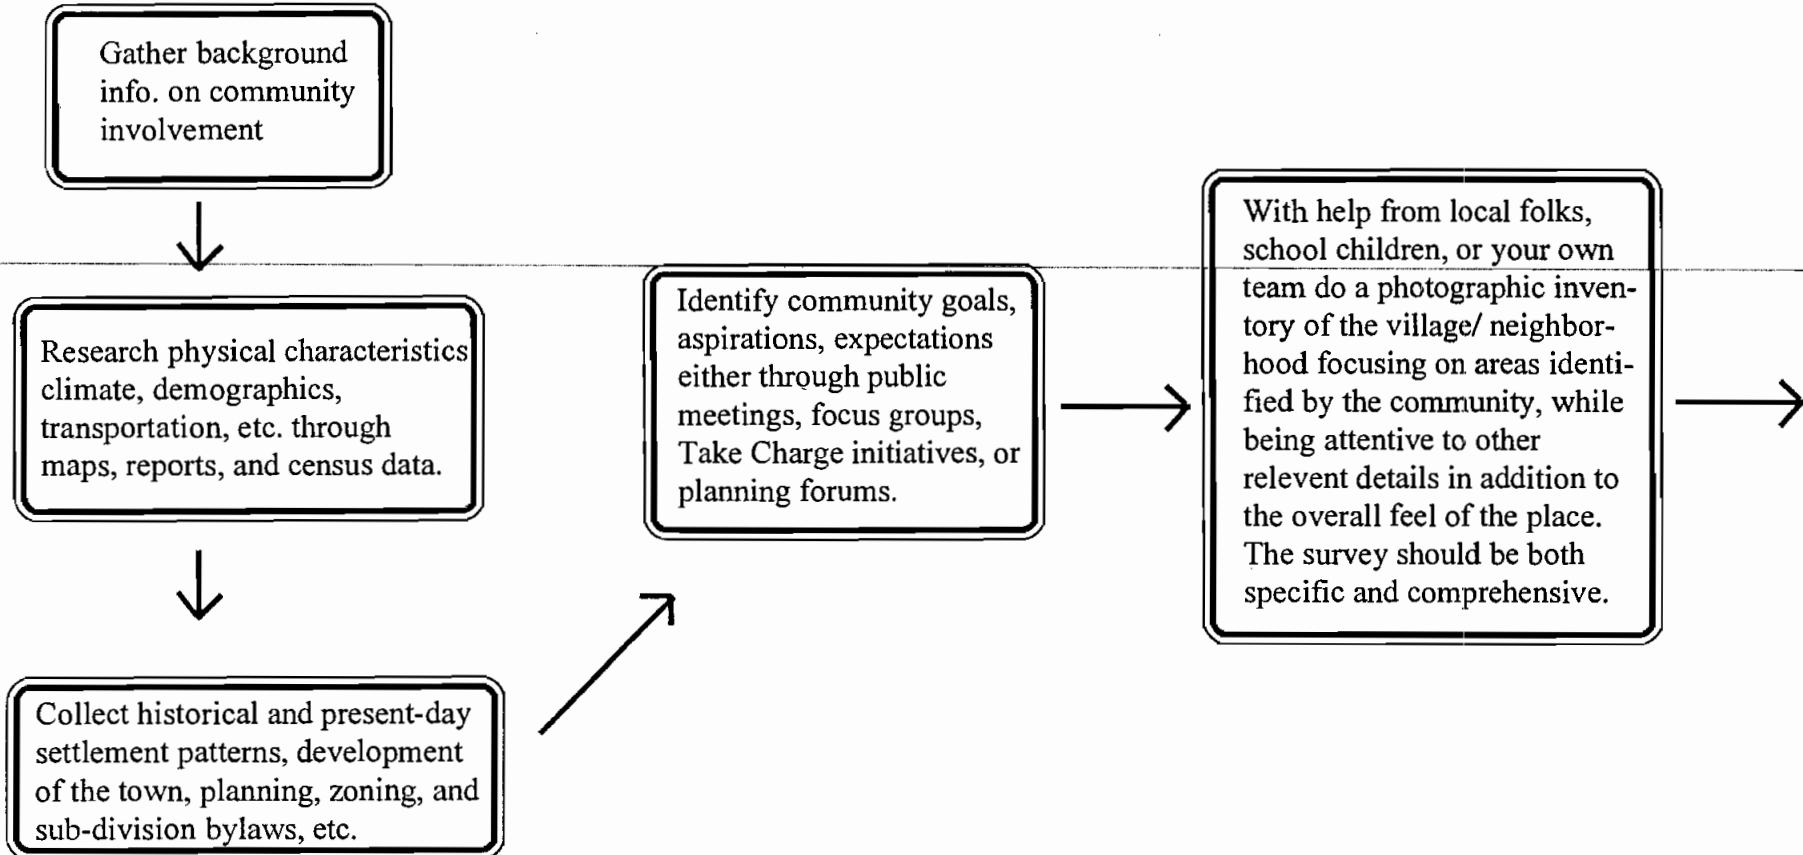 Gather background
info. on community
involvement
Research physical characteristics
climate, demographics,
transportation, etc. through
maps, reports, and census data.
Collect historical and present-day
settlement patterns, development
of the town, planning, zoning, and
sub-division bylaws, etc.
Identify community goals,
aspirations, expectations
either through public
meetings, focus groups,
Take Charge initiatives, or
planning forums.
With help from local folks,
school children, or your own
team do a photographic inven-
tory of the village/ neighbor-
hood focusing on areas identi-
fied by the community, while
being attentive to other
relevent details in addition to
the overall feel of the place.
The survey should be both
specific and comprehensive.